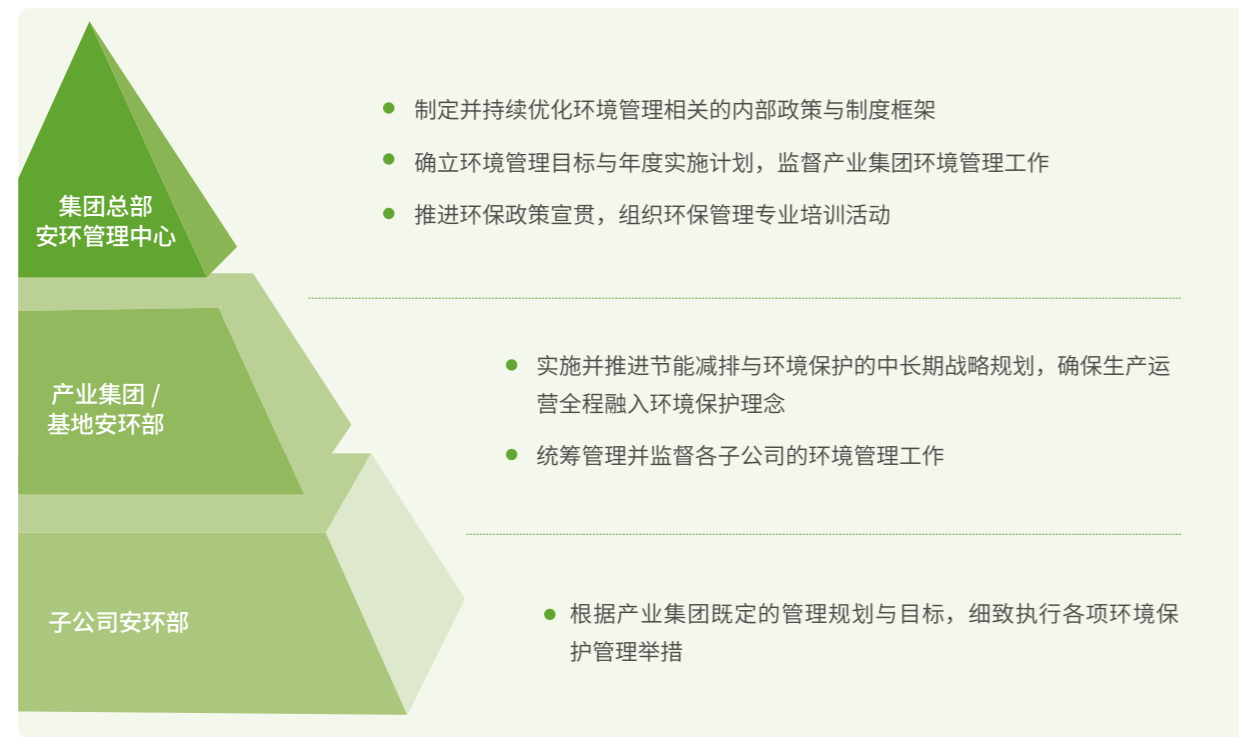 集团总部
安环管理中心
制定并持续优化环境管理相关的内部政策与制度框架
确立环境管理目标与年度实施计划，监督产业集团环境管理工作
推进环保政策宣贯，组织环保管理专业培训活动
产业集团 /
基地安环部
实施并推进节能减排与环境保护的中长期战略规划，确保生产运
营全程融入环境保护理念
统筹管理并监督各子公司的环境管理工作
子公司安环部
根据产业集团既定的管理规划与目标，细致执行各项环境保
护管理举措